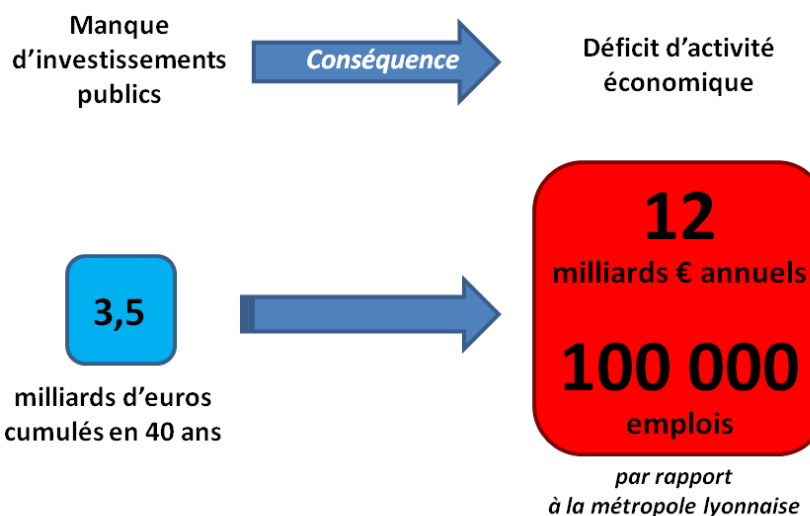 Manque
d'investissements
publics
Conséquence
Déficit d'activité
économique
3,5
milliards d'euros
cumulés en 40 ans
12
milliards € annuels
100 000
emplois
par rapport
à la métropole lyonnaise